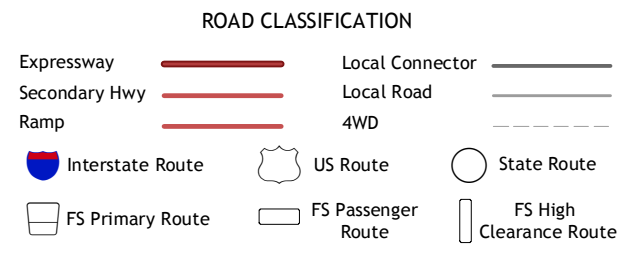 ROAD CLASSIFICATION
Expressway
Local Connector
Secondary Hwy
Local Road
Ramp
4WD
Interstate Route
US Route
State Route
FS Primary Route
FS Passenger
Route
FS High
Clearance Route